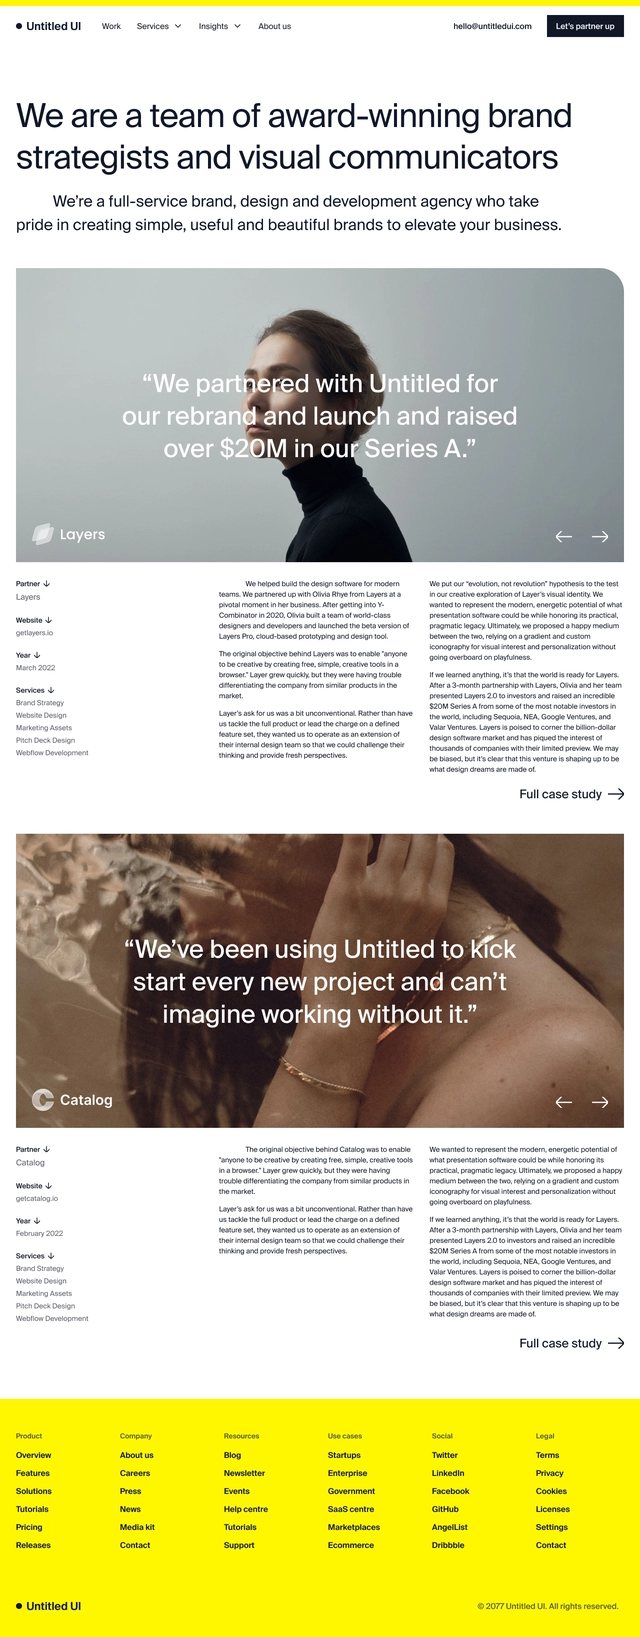 Untitled UI
Work
Services
Insights
About us
hello@untitledui.com
Let's partner up
We are a team of award-winning brand
strategists and visual communicators
We're a full-service brand, design and development agency who take
pride in creating simple, useful and beautiful brands to elevate your business.
“We partnered with Untitled for
our rebrand and launch and raised
over $20M in our Series A.”
Layers
Partner
Layers
Website
getlayers.io
Year
March 2022
Services
Brand Strategy
Website Design
Marketing Assets
Pitch Deck Design
Webflow Development
We helped build the design software for modern
teams. We partnered up with Olivia Rhye from Layers at a
pivotal moment in her business. After getting into Y-
Combinator in 2020, Olivia built a team of world-class
designers and developers and launched the beta version of
Layers Pro, cloud-based prototyping and design tool.
The original objective behind Layers was to enable "anyone
to be creative by creating free, simple, creative tools in a
browser." Layer grew quickly, but they were having trouble
differentiating the company from similar products in the
market.
Layer's ask for us was a bit unconventional. Rather than have
us tackle the full product or lead the charge on a defined
feature set, they wanted us to operate as an extension of
their internal design team so that we could challenge their
thinking and provide fresh perspectives.
We put our “evolution, not revolution” hypothesis to the test
in our creative exploration of Layer's visual identity. We
wanted to represent the modern, energetic potential of what
presentation software could be while honoring its practical,
pragmatic legacy. Ultimately, we proposed a happy medium
between the two, relying on a gradient and custom
iconography for visual interest and personalization without
going overboard on playfulness.
If we learned anything, it's that the world is ready for Layers.
After a 3-month partnership with Layers, Olivia and her team
presented Layers 2.0 to investors and raised an incredible
$20M Series A from some of the most notable investors in
the world, including Sequoia, NEA, Google Ventures, and
Valar Ventures. Layers is poised to corner the billion-dollar
design software market and has piqued the interest of
thousands of companies with their limited preview. We may
be biased, but it's clear that this venture is shaping up to be
what design dreams are made of.
Full case study
“We've been using Untitled to kick
start every new project and can't
imagine working without it.”
Catalog
Partner
Catalog
Website
getcatalog.io
Year
February 2022
Services
Brand Strategy
Website Design
Marketing Assets
Pitch Deck Design
Webflow Development
The original objective behind Catalog was to enable
"anyone to be creative by creating free, simple, creative tools
in a browser." Layer grew quickly, but they were having
trouble differentiating the company from similar products in
the market.
Layer's ask for us was a bit unconventional. Rather than have
us tackle the full product or lead the charge on a defined
feature set, they wanted us to operate as an extension of
their internal design team so that we could challenge their
thinking and provide fresh perspectives.
We wanted to represent the modern, energetic potential of
what presentation software could be while honoring its
practical, pragmatic legacy. Ultimately, we proposed a happy
medium between the two, relying on a gradient and custom
iconography for visual interest and personalization without
going overboard on playfulness.
If we learned anything, it's that the world is ready for Layers.
After a 3-month partnership with Layers, Olivia and her team
presented Layers 2.0 to investors and raised an incredible
$20M Series A from some of the most notable investors in
the world, including Sequoia, NEA, Google Ventures, and
Valar Ventures. Layers is poised to corner the billion-dollar
design software market and has piqued the interest of
thousands of companies with their limited preview. We may
be biased, but it's clear that this venture is shaping up to be
what design dreams are made of.
Full case study
Product
Overview
Features
Solutions
Tutorials
Pricing
Releases
Company
About us
Careers
Press
News
Media kit
Contact
Resources
Blog
Newsletter
Events
Help centre
Tutorials
Support
Use cases
Startups
Enterprise
Government
SaaS centre
Marketplaces
Ecommerce
Social
Twitter
LinkedIn
Facebook
GitHub
AngelList
Dribbble
Legal
Terms
Privacy
Cookies
Licenses
Settings
Contact
Untitled UI
© 2077 Untitled UI. All rights reserved.